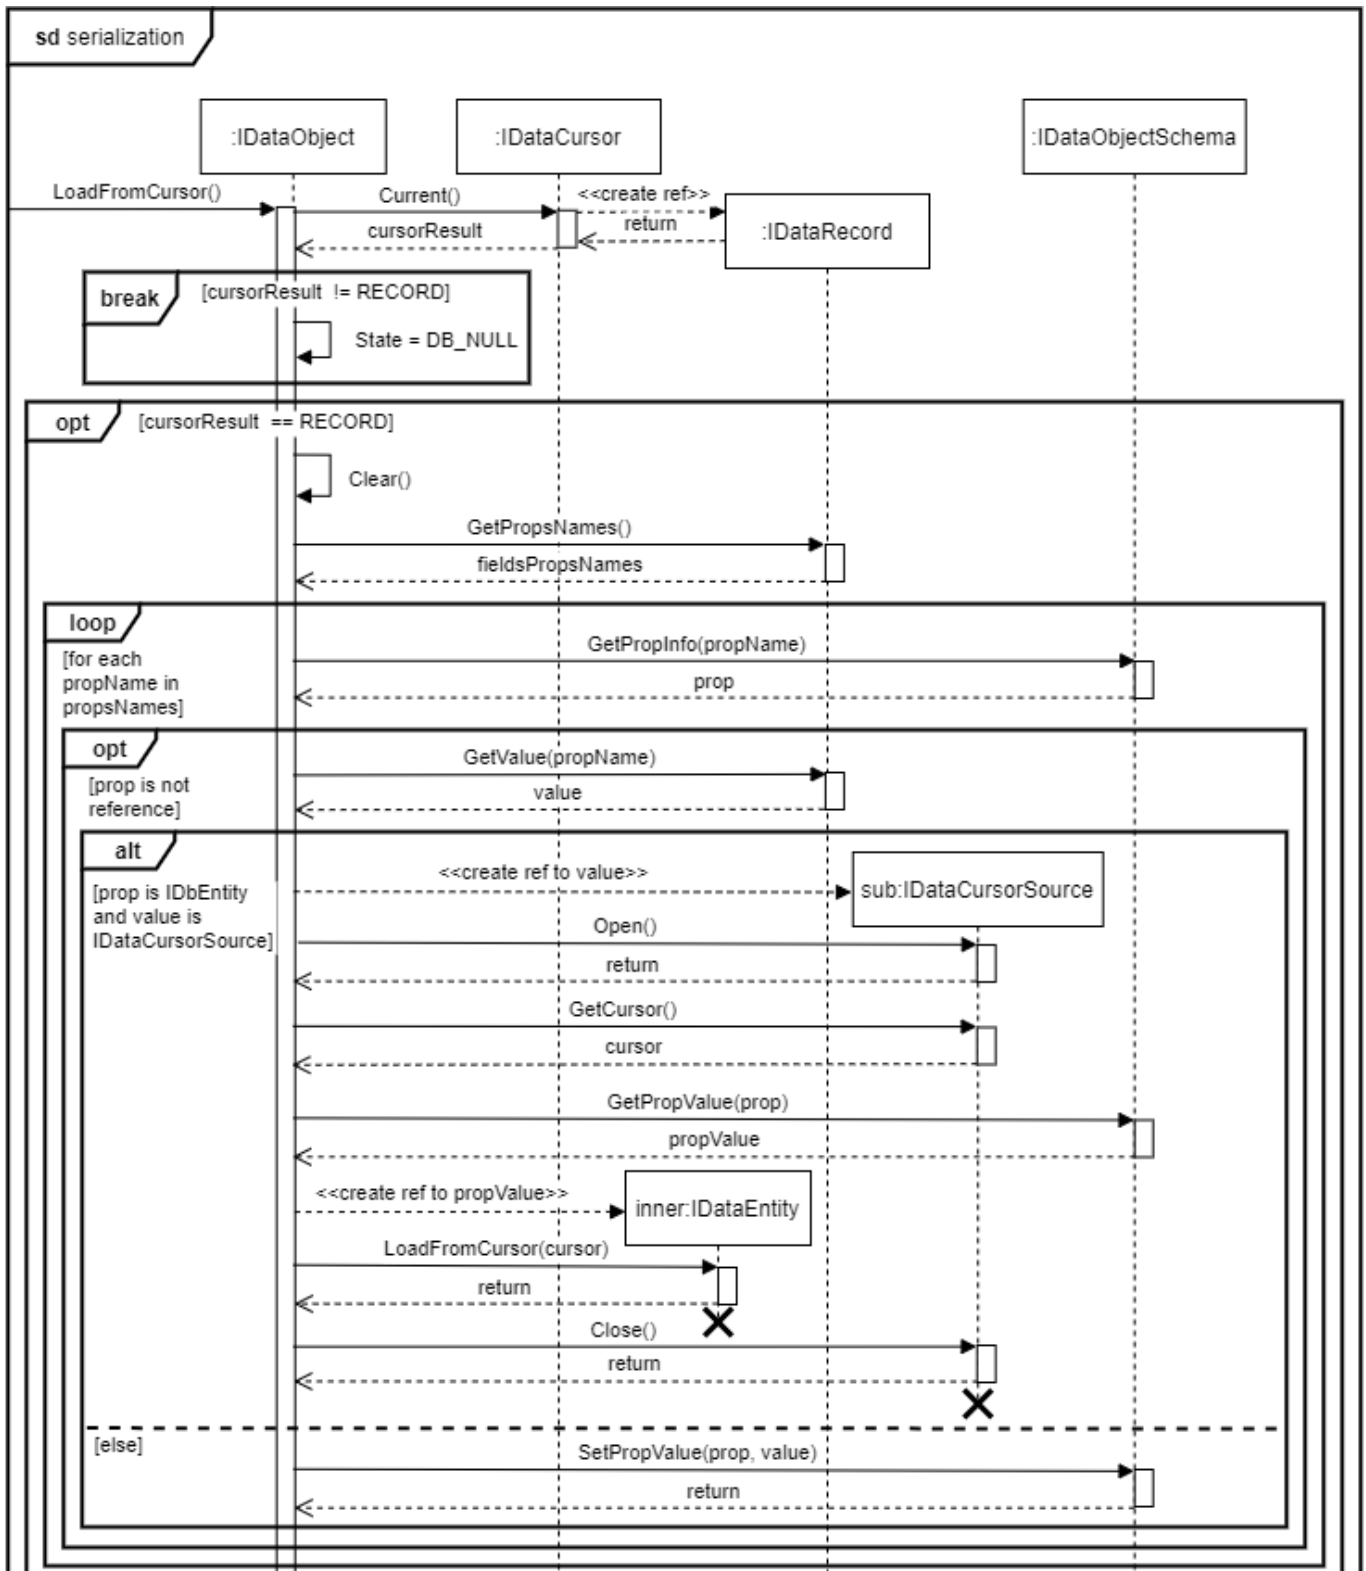 sd serialization
:IDataObject
:IDataCursor
:IDataObjectSchema
LoadFromCursor()
Current()
<<create ref>>
cursorResult
return
:IDataRecord
break
[cursorResult != RECORD]
State = DB_NULL
opt
[cursorResult == RECORD]
Clear()
GetPropsNames()
fieldsPropsNames
loop
[for each
propName in
propsNames]
GetPropInfo(propName)
prop
opt
[prop is not
reference]
GetValue(propName)
value
alt
[prop is IDbEntity
and value is
IDataCursorSource]
<<create ref to value>>
sub:IDataCursorSource
Open()
return
GetCursor()
cursor
GetPropValue(prop)
propValue
<<create ref to propValue>>
inner:IDataEntity
LoadFromCursor(cursor)
return
Close()
return
[else]
SetPropValue(prop, value)
return